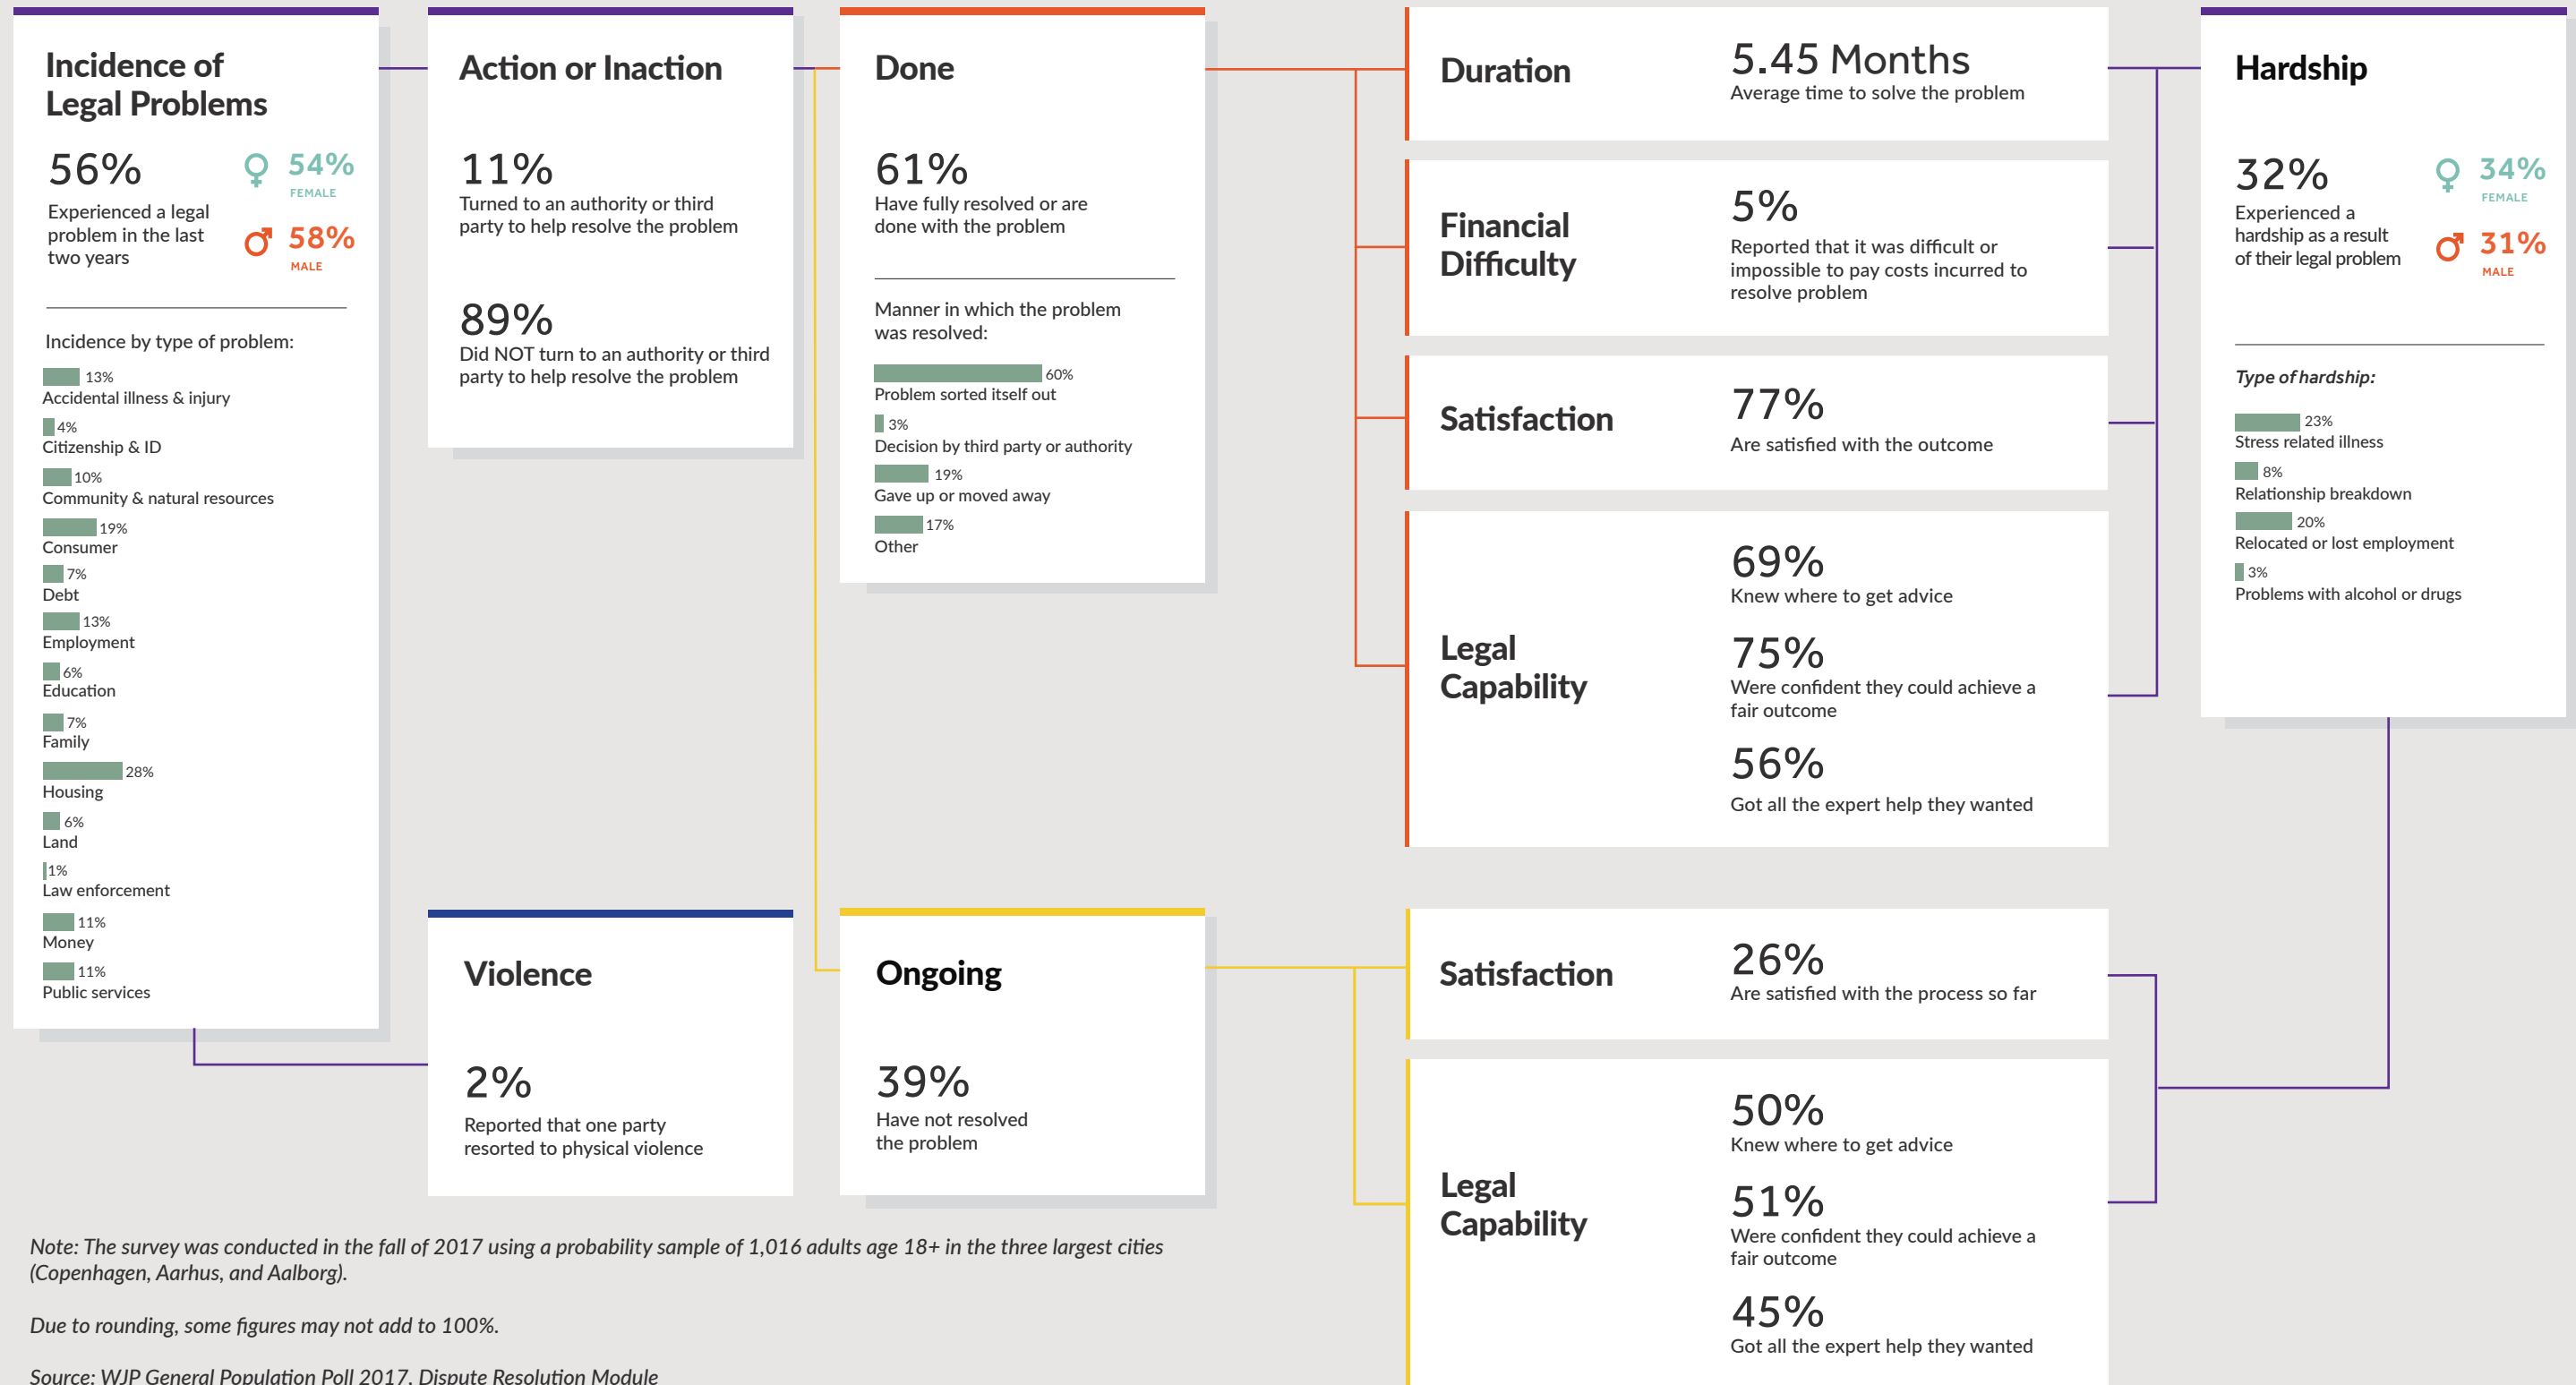 Incidence of
Legal Problems
56%
Experienced a legal
problem in the last
two years
54%
FEMALE
58%
MALE
Incidence by type of problem:
13%
Accidental illness & injury
4%
Citizenship & ID
10%
Community & natural resources
19%
Consumer
7%
Debt
13%
Employment
6%
Education
7%
Family
28%
Housing
6%
Land
1%
Law enforcement
11%
Money
11%
Public services
Action or Inaction
11%
Turned to an authority or third
party to help resolve the problem
89%
Did NOT turn to an authority or third
party to help resolve the problem
Violence
2%
Reported that one party
resorted to physical violence
Done
61%
Have fully resolved or are
done with the problem
Manner in which the problem
was resolved:
60%
Problem sorted itself out
3%
Decision by third party or authority
19%
Gave up or moved away
17%
Other
Ongoing
39%
Have not resolved
the problem
Duration
5.45 Months
Average time to solve the problem
Financial
Difficulty
5%
Reported that it was difficult or
impossible to pay costs incurred to
resolve problem
Satisfaction
77%
Are satisfied with the outcome
Legal
Capability
69%
Knew where to get advice
75%
Were confident they could achieve a
fair outcome
56%
Got all the expert help they wanted
Satisfaction
26%
Are satisfied with the process so far
Legal
Capability
50%
Knew where to get advice
51%
Were confident they could achieve a
fair outcome
45%
Got all the expert help they wanted
Hardship
32%
Experienced a
hardship as a result
of their legal problem
34%
FEMALE
31%
MALE
Type of hardship:
23%
Stress related illness
8%
Relationship breakdown
20%
Relocated or lost employment
3%
Problems with alcohol or drugs
Note: The survey was conducted in the fall of 2017 using a probability sample of 1,016 adults age 18+ in the three largest cities
(Copenhagen, Aarhus, and Aalborg).
Due to rounding, some figures may not add to 100%.
Source: WJP General Population Poll 2017, Dispute Resolution Module